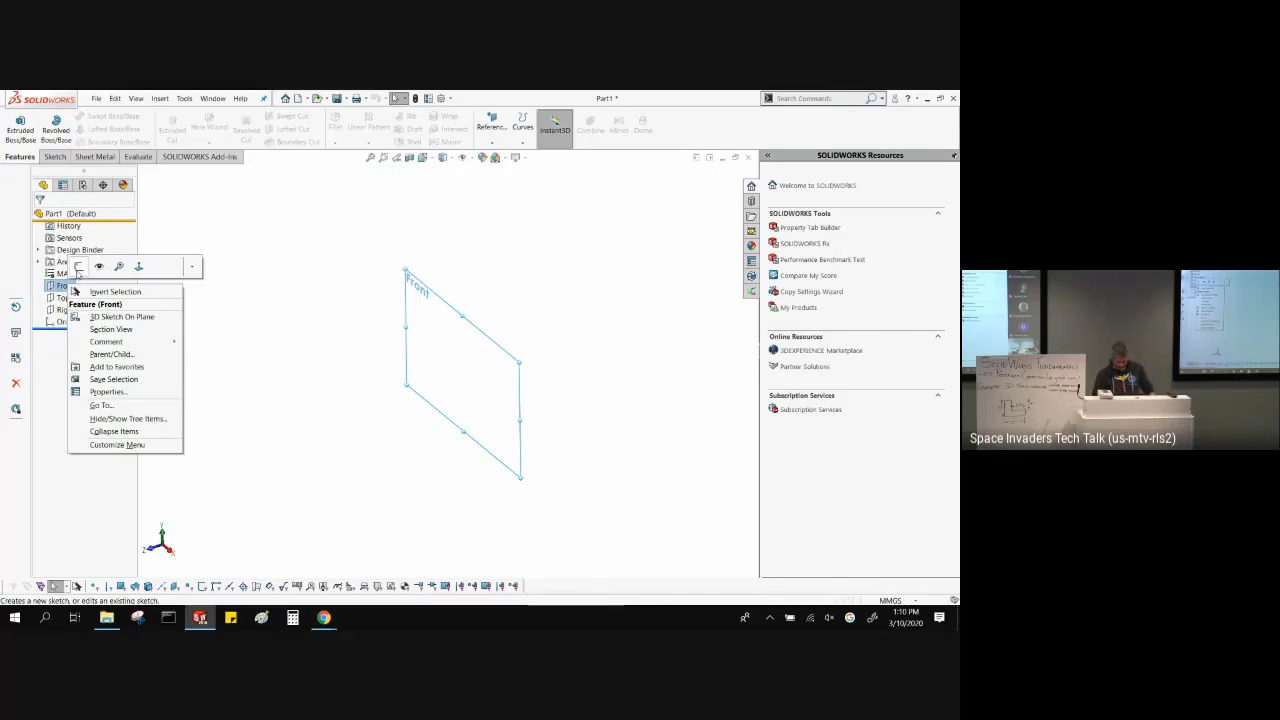 SOLIDWORKS
File
Edit
View
Insert
Tools
Window
Help
Part1 *
Search Commands
Extruded Boss/Base
Revolved Boss/Base
Swept Boss/Base
Lofted Boss/Base
Boundary Boss/Base
Extruded Cut
Hole Wizard
Revolved Cut
Swept Cut
Lofted Cut
Boundary Cut
Fillet
Linear Pattern
Rib
Draft
Shell
Wrap
Intersect
Mirror
Referenc...
Curves
Instant3D
Combine
Mirror
Dome
Features
Sketch
Sheet Metal
Evaluate
SOLIDWORKS Add-Ins
Part1 (Default)
History
Sensors
Design Binder
Invert Selection
Feature (Front)
3D Sketch On Plane
Section View
Comment
Parent/Child...
Add to Favorites
Save Selection
Properties...
Go To...
Hide/Show Tree Items...
Collapse Items
Customize Menu
Front
Y
Z
X
SOLIDWORKS Resources
Welcome to SOLIDWORKS
SOLIDWORKS Tools
Property Tab Builder
SOLIDWORKS Rx
Performance Benchmark Test
Compare My Score
Copy Settings Wizard
My Products
Online Resources
3DEXPERIENCE Marketplace
Partner Solutions
Subscription Services
Subscription Services
Creates a new sketch, or edits an existing sketch.
MMGS
1:10 PM
3/10/2020
SOLIDWORKS FUNDAMENTALS
Space Invaders Tech Talk (us-mtv-rls2)